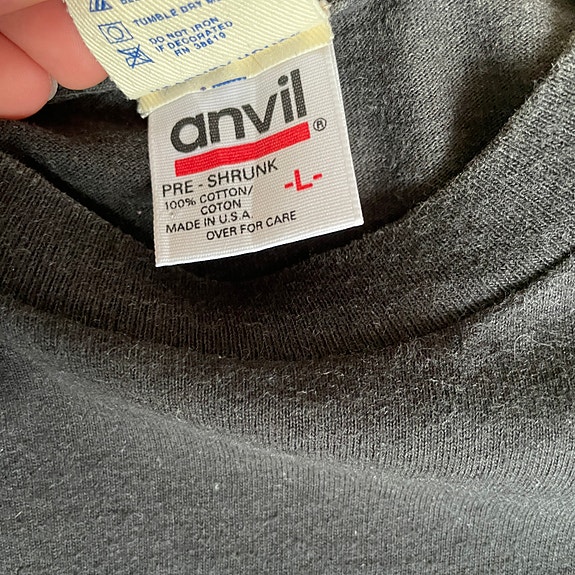 TUMBLE DRY
DO NOT IRON
IF DECORATED
RN 38619
anvil®
PRE - SHRUNK
-L-
100% COTTON/
COTON
MADE IN U.S.A.
OVER FOR CARE